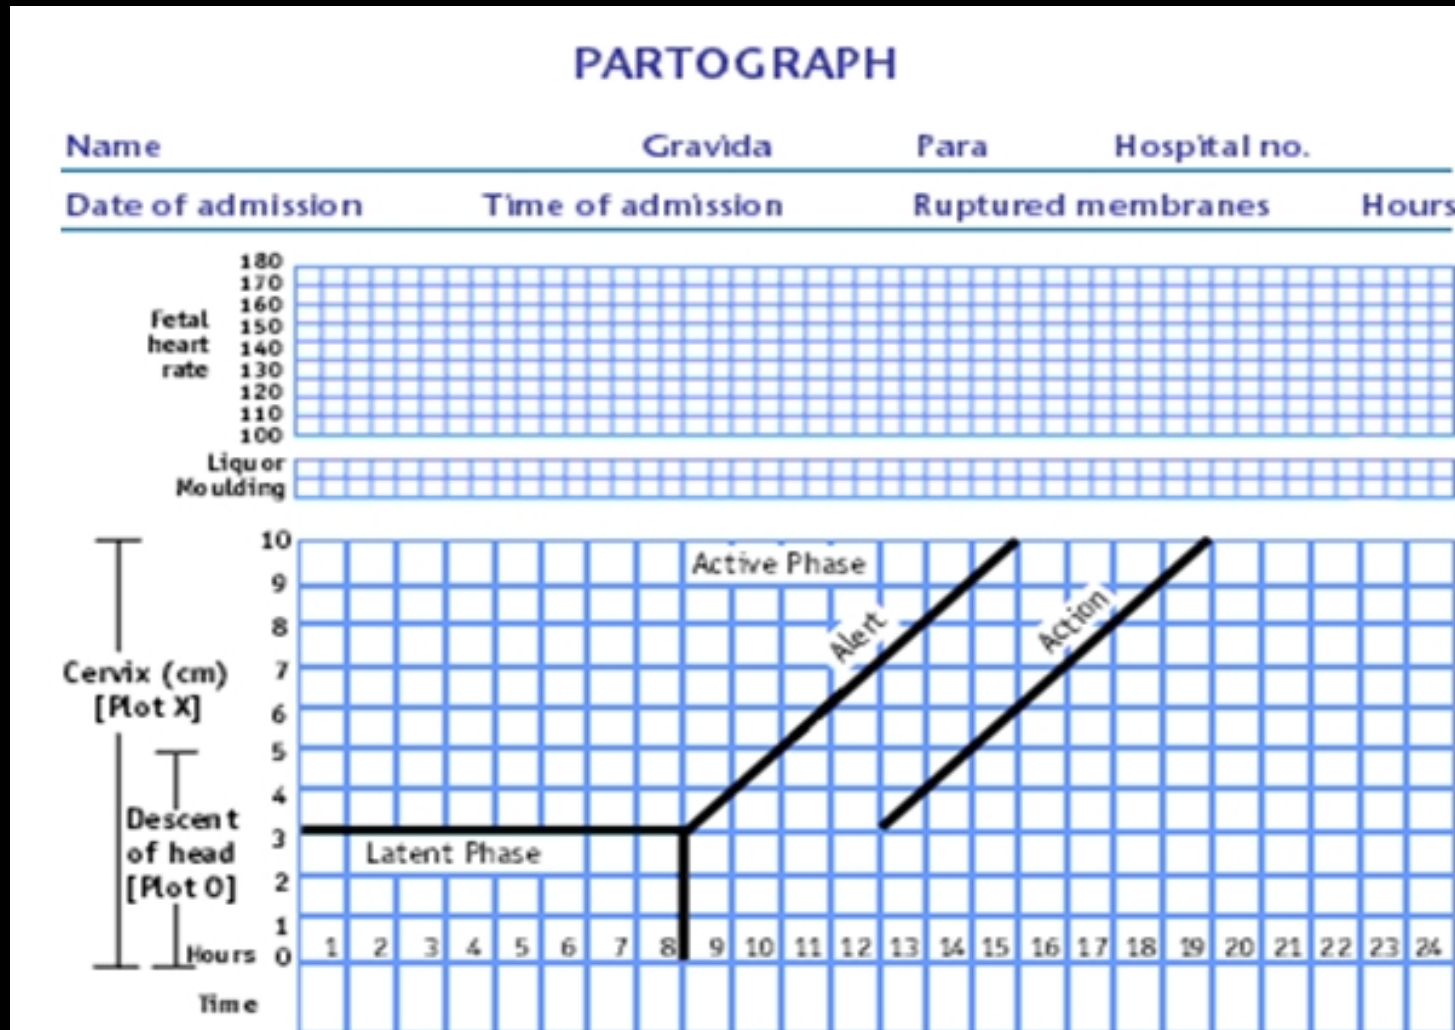 PARTOGRAPH
Name Gravida Para Hospital no.
Date of admission Time of admission Ruptured membranes Hours
Fetal
heart
rate
180
170
160
150
140
130
120
110
100
Liquor
Moulding
Cervix (cm)
[Plot X]
Descent
of head
[Plot O]
10
9
8
7
6
5
4
3
2
1
0
Active Phase
Alert
Action
Latent Phase
Hours 1 2 3 4 5 6 7 8 9 10 11 12 13 14 15 16 17 18 19 20 21 22 23 24
Time